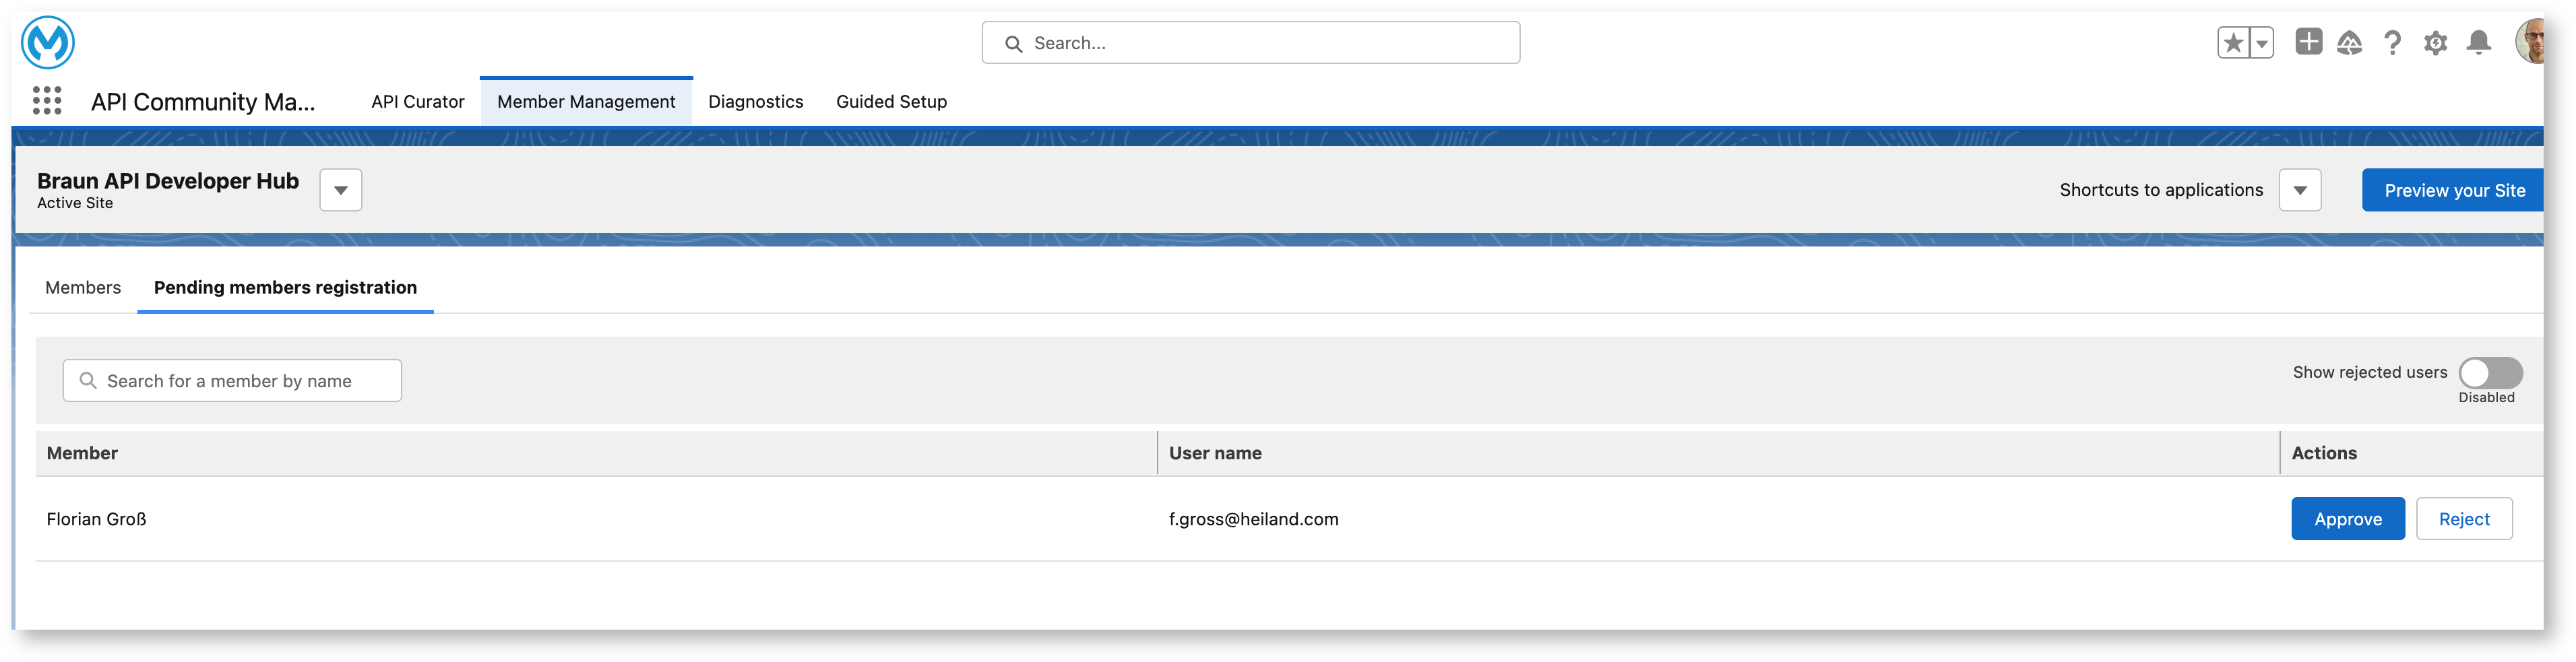 Search...
API Community Ma...
API Curator
Member Management
Diagnostics
Guided Setup
Braun API Developer Hub
Active Site
Shortcuts to applications
Preview your Site
Members
Pending members registration
Search for a member by name
Show rejected users
Disabled
Member
User name
Actions
Florian Groß
f.gross@heiland.com
Approve
Reject